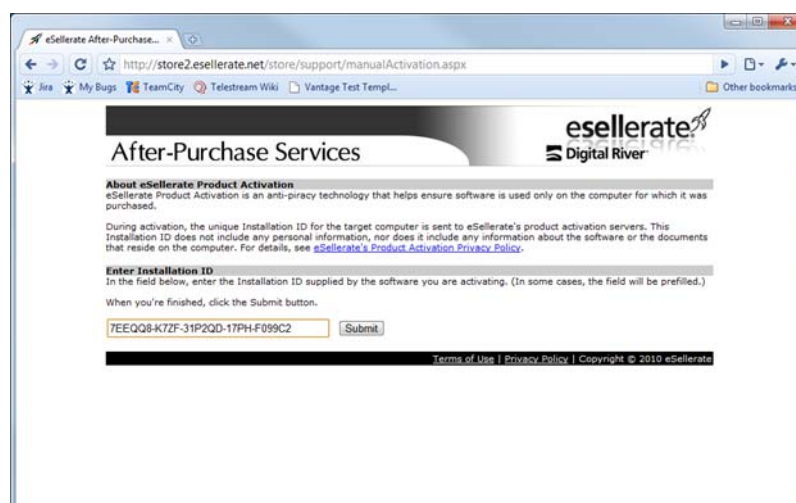 eSellerate After-Purchase...
http://store2.esellerate.net/store/support/manualActivation.aspx
Jira My Bugs TeamCity Telestream Wiki Vantage Test Templ... Other bookmarks
esellerate
After-Purchase Services
Digital River
About eSellerate Product Activation
eSellerate Product Activation is an anti-piracy technology that helps ensure software is used only on the computer for which it was
purchased.
During activation, the unique Installation ID for the target computer is sent to eSellerate's product activation servers. This
Installation ID does not include any personal information, nor does it include any information about the software or the documents
that reside on the computer. For details, see eSellerate's Product Activation Privacy Policy.
Enter Installation ID
In the field below, enter the Installation ID supplied by the software you are activating. (In some cases, the field will be prefilled.)
When you're finished, click the Submit button.
7EEQQ8-K7ZF-31P2QD-17PH-F099C2 Submit
Terms of Use | Privacy Policy | Copyright © 2010 eSellerate